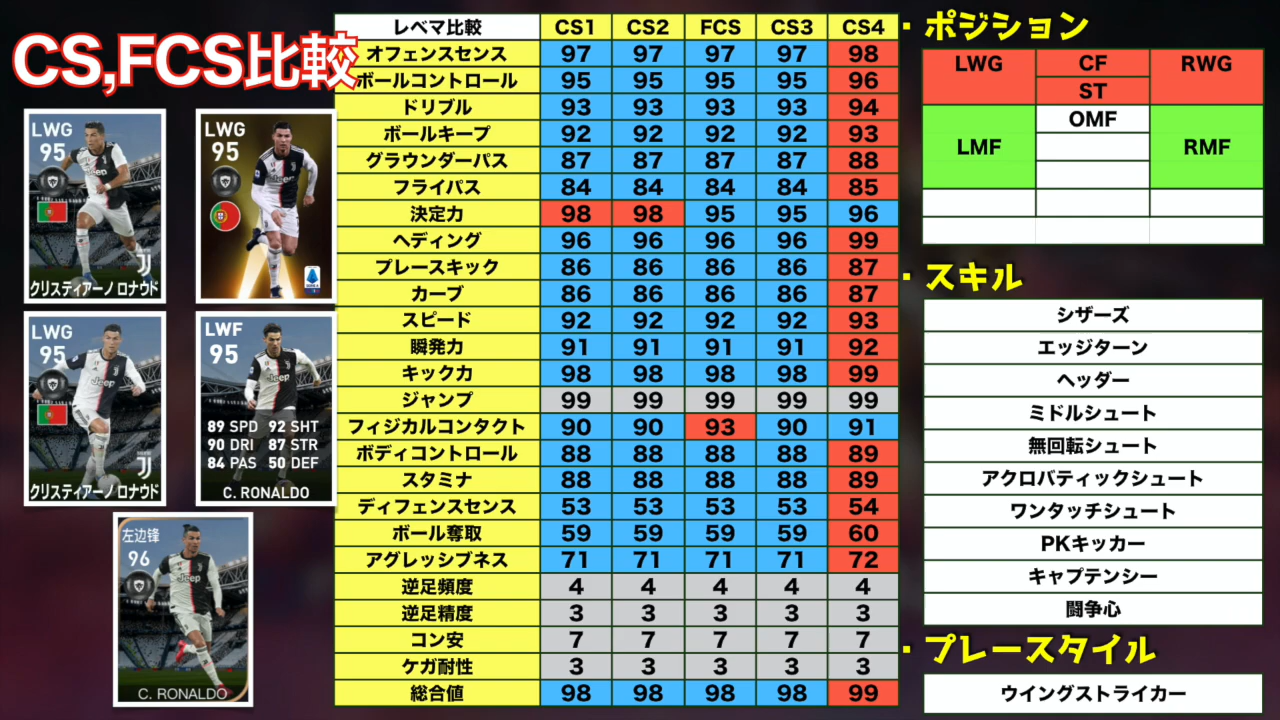 CS,FCS比較
LWG
95
クリスティアーノ ロナウド
LWG
95
LWG
95
Jeep
クリスティアーノ ロナウド
LWF
95
Jeep
89 SPD 92 SHT
90 DRI 87 STR
84 PAS 50 DEF
C. RONALDO
左边锋
96
C. RONALDO
レベマ比較 CS1 CS2 FCS CS3 CS4
オフェンスセンス 97 97 97 97 98
ボールコントロール 95 95 95 95 96
ドリブル 93 93 93 93 94
ボールキープ 92 92 92 92 93
グラウンダーパス 87 87 87 87 88
フライパス 84 84 84 84 85
決定力 98 98 95 95 96
ヘディング 96 96 96 96 99
プレースキック 86 86 86 86 87
カーブ 86 86 86 86 87
スピード 92 92 92 92 93
瞬発力 91 91 91 91 92
キック力 98 98 98 98 99
ジャンプ 99 99 99 99 99
フィジカルコンタクト 90 90 93 90 91
ボディコントロール 88 88 88 88 89
スタミナ 88 88 88 88 89
ディフェンスセンス 53 53 53 53 54
ボール奪取 59 59 59 59 60
アグレッシブネス 71 71 71 71 72
逆足頻度 4 4 4 4 4
逆足精度 3 3 3 3 3
コン安 7 7 7 7 7
ケガ耐性 3 3 3 3 3
総合値 98 98 98 98 99
・ポジション
LWG CF RWG
ST
OMF
LMF RMF
・スキル
シザーズ
エッジターン
ヘッダー
ミドルシュート
無回転シュート
アクロバティックシュート
ワンタッチシュート
PKキッカー
キャプテンシー
闘争心
・プレースタイル
ウイングストライカー